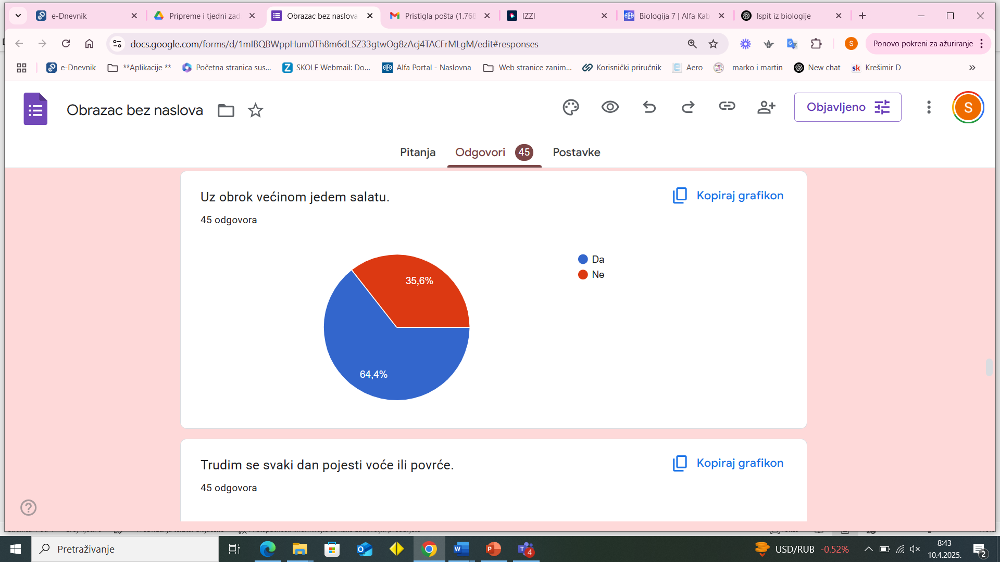 e-Dnevnik
Pripreme i tjedni zad
Obrazac bez naslova
Pristigla pošta (1.768
IZZI
Biologija 7 | Alfa Kab
Ispit iz biologije
docs.google.com/forms/d/1mIBQBWppHum0Th8m6dLSZ33gtwOg8zAcj4TACFrMLgM/edit#responses
S
Ponovo pokreni za ažuriranje
e-Dnevnik
**Aplikacije **
Početna stranica sus...
SKOLE Webmail: Do...
Alfa Portal - Naslovna
Web stranice zanim...
Korisnički priručnik
Aero
marko i martin
New chat
sk Krešimir D
Obrazac bez naslova
Objavljeno
S
Pitanja
Odgovori 45
Postavke
Uz obrok većinom jedem salatu.
Kopiraj grafikon
45 odgovora
Da
Ne
35,6%
64,4%
Trudim se svaki dan pojesti voće ili povrće.
Kopiraj grafikon
45 odgovora
Pretraživanje
4
USD/RUB -0.52%
8:43
10.4.2025.
2